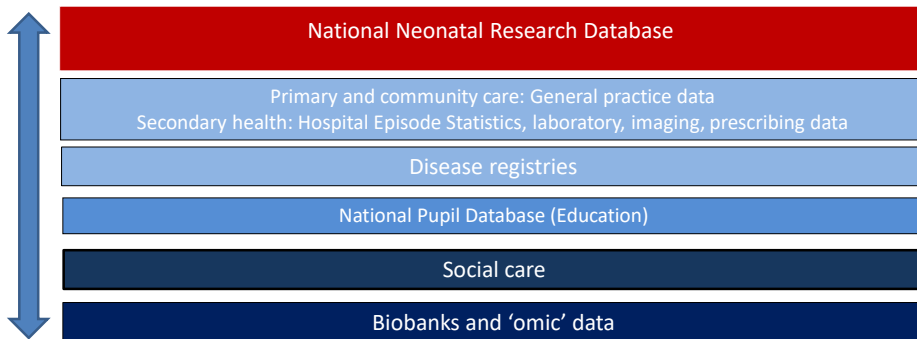 National Neonatal Research Database
Primary and community care: General practice data
Secondary health: Hospital Episode Statistics, laboratory, imaging, prescribing data
Disease registries
National Pupil Database (Education)
Social care
Biobanks and ‘omic’ data